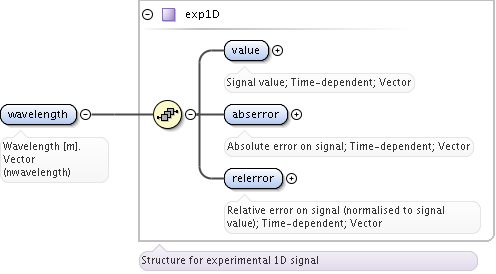 exp1D
value
Signal value; Time-dependent; Vector
wavelength
Wavelength [m].
Vector
(nwavelength)
abserror
Absolute error on signal; Time-dependent; Vector
relerror
Relative error on signal (normalised to signal
value); Time-dependent; Vector
Structure for experimental 1D signal